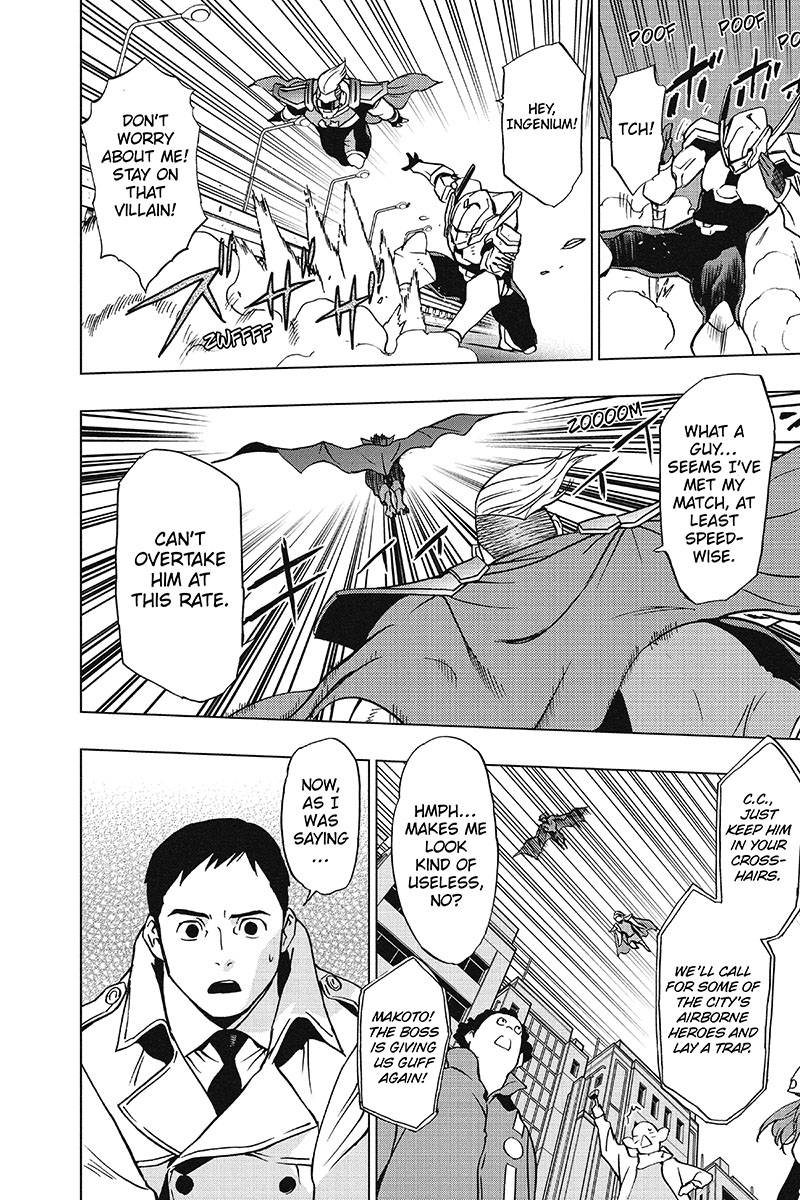 POOF
POOF
ボボボ
TCH!
HEY,
INGENIUM!
DON'T
WORRY
ABOUT ME!
STAY ON
THAT
VILLAIN!
ZWFFFF
ZOOOOM
WHAT A
GUY...
SEEMS I'VE
MET MY
MATCH, AT
LEAST
SPEED-
WISE.
CAN'T
OVERTAKE
HIM AT
THIS RATE.
C.C.,
JUST
KEEP HIM
IN YOUR
CROSS-
HAIRS.
WE'LL CALL
FOR SOME OF
THE CITY'S
AIRBORNE
HEROES AND
LAY A TRAP.
HMPH...
MAKES ME
LOOK
KIND OF
USELESS,
NO?
MAKOTO!
THE BOSS
IS GIVING
US GUFF
AGAIN!
NOW,
AS I
WAS
SAYING
...